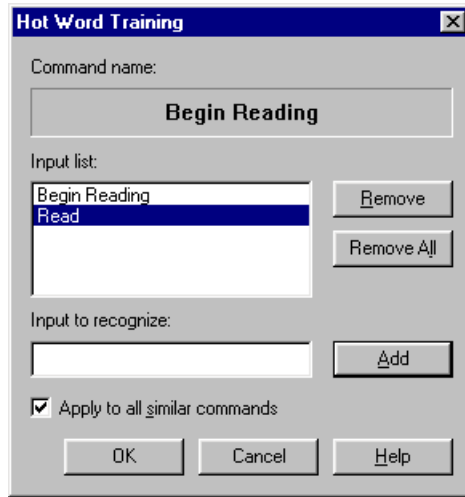 Hot Word Training
Command name:
Begin Reading
Input list:
Begin Reading
Read
Remove
Remove All
Input to recognize:
Add
Apply to all similar commands
OK Cancel Help